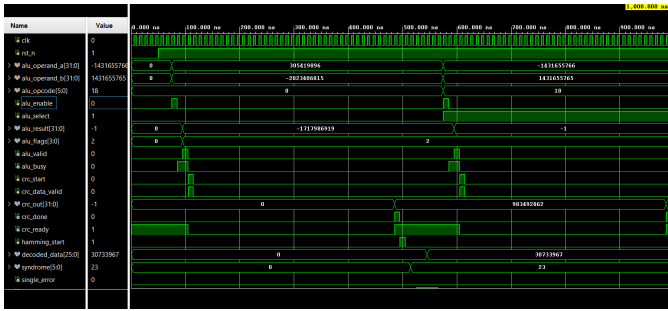 1,000.000 ns
Name Value 0.000 ns 100.000 ns 200.000 ns 300.000 ns 400.000 ns 500.000 ns 600.000 ns 700.000 ns 800.000 ns 900.000 ns
clk 0
rst_n 1
alu_operand_a[31:0] -1431655766 0 305419896 -1431655766
alu_operand_b[31:0] 1431655765 0 -2023406815 1431655765
alu_opcode[5:0] 18 0 18
alu_enable 0
alu_select 1
alu_result[31:0] -1 0 -1717986919 -1
alu_flags[3:0] 2 0 2
alu_valid 0
alu_busy 0
crc_start 0
crc_data_valid 0
crc_out[31:0] -1 0 903492862
crc_done 0
crc_ready 1
hamming_start 1
decoded_data[25:0] 30733967 0 30733967
syndrome[5:0] 23 0 23
single_error 0